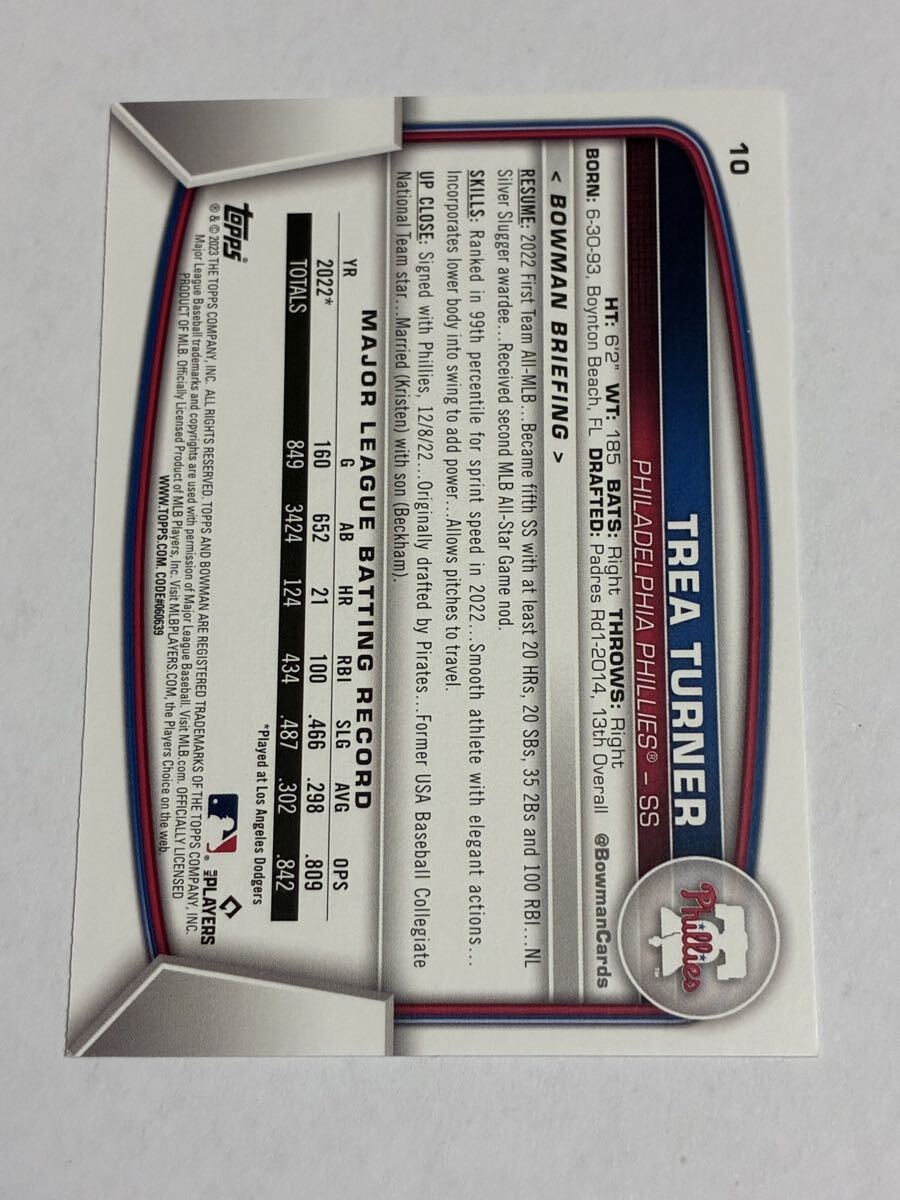 10
TREA TURNER
PHILADELPHIA PHILLIES® – SS
Phillies
TM
HT: 6'2" WT: 185 BATS: Right THROWS: Right
BORN: 6-30-93, Boynton Beach, FL DRAFTED: Padres Rd1-2014, 13th Overall @BowmanCards
< BOWMAN BRIEFING >
RESUME: 2022 First Team All-MLB...Became fifth SS with at least 20 HRs, 20 SBs, 35 2Bs and 100 RBI...NL
Silver Slugger awardee...Received second MLB All-Star Game nod.
SKILLS: Ranked in 99th percentile for sprint speed in 2022...Smooth athlete with elegant actions...
Incorporates lower body into swing to add power...Allows pitches to travel.
UP CLOSE: Signed with Phillies, 12/8/22...Originally drafted by Pirates...Former USA Baseball Collegiate
National Team star...Married (Kristen) with son (Beckham).
MAJOR LEAGUE BATTING RECORD
YR G AB HR RBI SLG AVG OPS
2022* 160 652 21 100 .466 .298 .809
TOTALS 849 3424 124 434 .487 .302 .842
*Played at Los Angeles Dodgers
topps®
® & © 2023 THE TOPPS COMPANY, INC. ALL RIGHTS RESERVED. TOPPS AND BOWMAN ARE REGISTERED TRADEMARKS OF THE TOPPS COMPANY, INC.
Major League Baseball trademarks and copyrights are used with permission of Major League Baseball. Visit MLB.com. OFFICIALLY LICENSED
PRODUCT OF MLB. Officially Licensed Product of MLB Players, Inc. Visit MLBPLAYERS.COM, the Players Choice on the web.
WWW.TOPPS.COM. CODE#060639
MLB PLAYERS